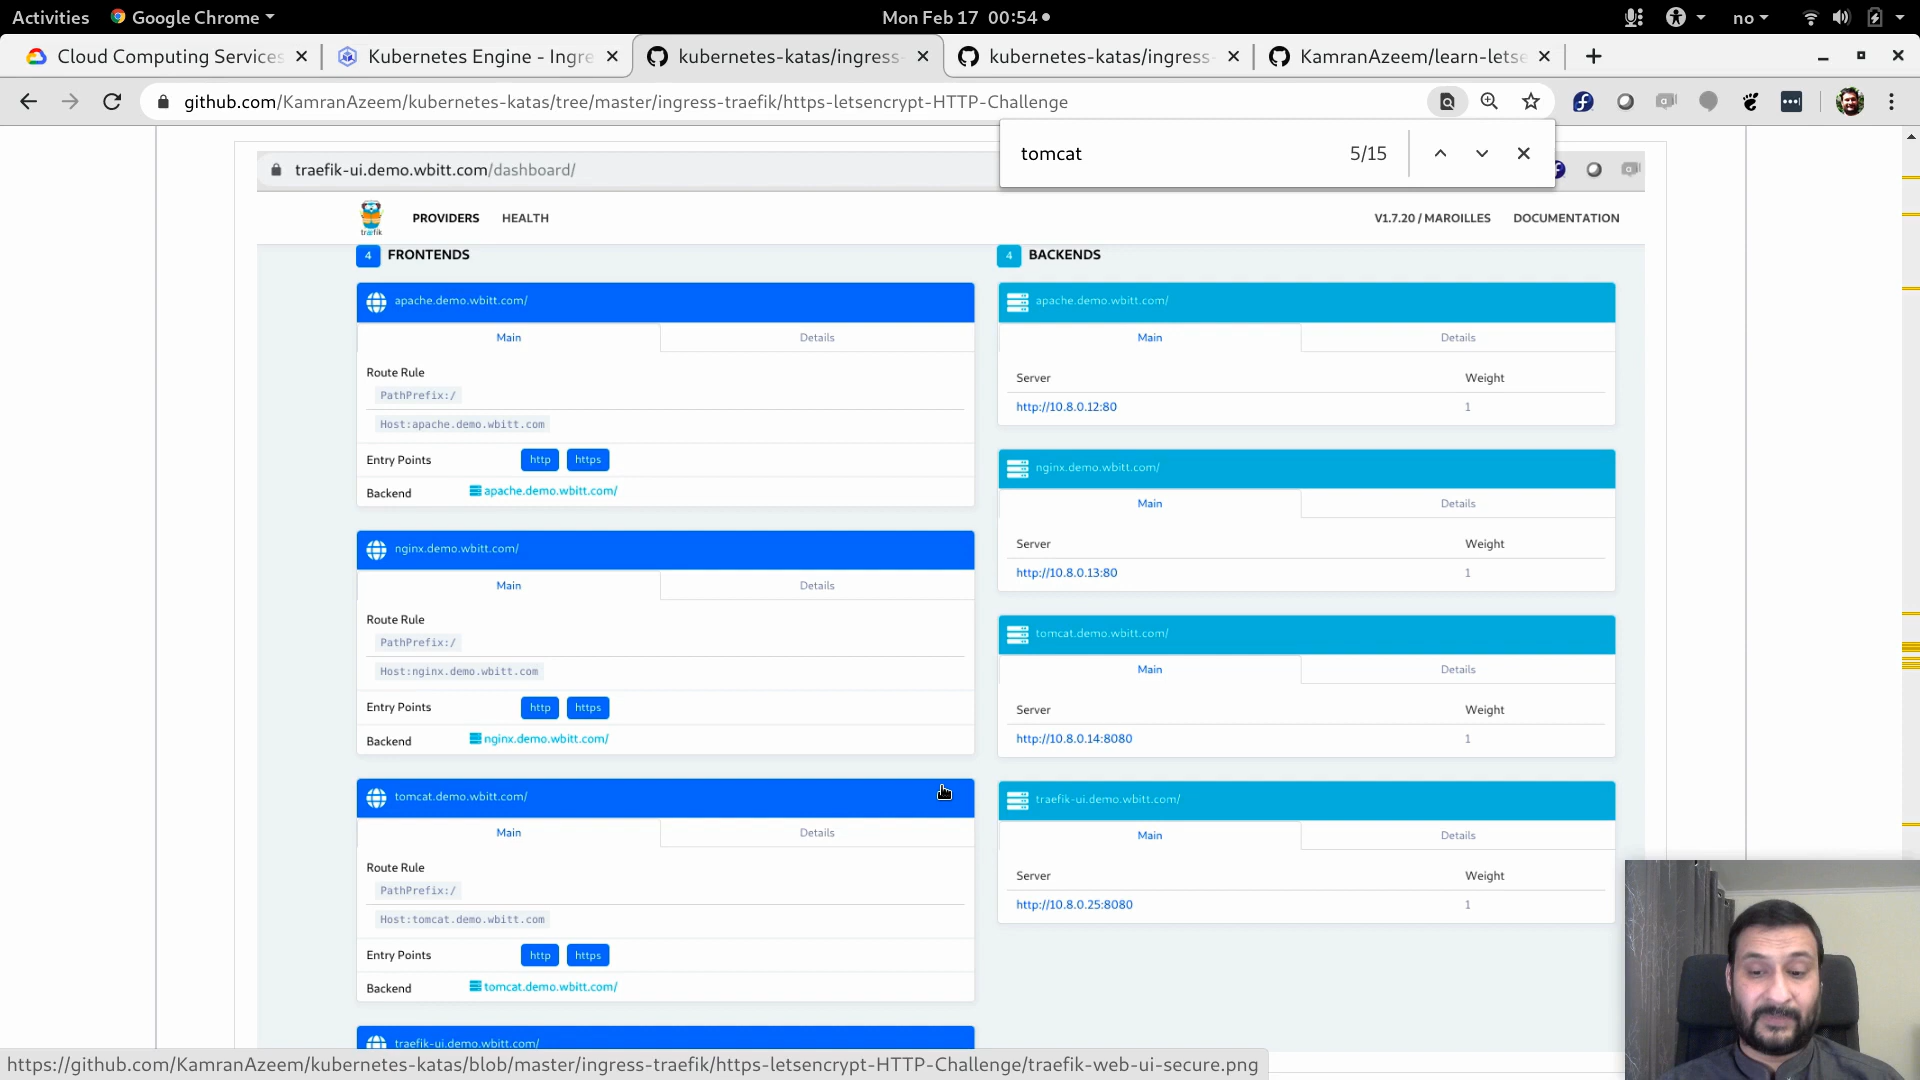 Activities Google Chrome Mon Feb 17 00:54 no
Cloud Computing Services Kubernetes Engine - Ingre kubernetes-katas/ingress- kubernetes-katas/ingress- KamranAzeem/learn-letse
github.com/KamranAzeem/kubernetes-katas/tree/master/ingress-traefik/https-letsencrypt-HTTP-Challenge
tomcat 5/15
traefik-ui.demo.wbitt.com/dashboard/
træfik PROVIDERS HEALTH V1.7.20 / MAROILLES DOCUMENTATION
4 FRONTENDS
apache.demo.wbitt.com/
Main Details
Route Rule
PathPrefix:/
Host:apache.demo.wbitt.com
Entry Points http https
Backend apache.demo.wbitt.com/
nginx.demo.wbitt.com/
Main Details
Route Rule
PathPrefix:/
Host:nginx.demo.wbitt.com
Entry Points http https
Backend nginx.demo.wbitt.com/
tomcat.demo.wbitt.com/
Main Details
Route Rule
PathPrefix:/
Host:tomcat.demo.wbitt.com
Entry Points http https
Backend tomcat.demo.wbitt.com/
traefik-ui.demo.wbitt.com/
4 BACKENDS
apache.demo.wbitt.com/
Main Details
Server Weight
http://10.8.0.12:80 1
nginx.demo.wbitt.com/
Main Details
Server Weight
http://10.8.0.13:80 1
tomcat.demo.wbitt.com/
Main Details
Server Weight
http://10.8.0.14:8080 1
traefik-ui.demo.wbitt.com/
Main Details
Server Weight
http://10.8.0.25:8080 1
https://github.com/KamranAzeem/kubernetes-katas/blob/master/ingress-traefik/https-letsencrypt-HTTP-Challenge/traefik-web-ui-secure.png